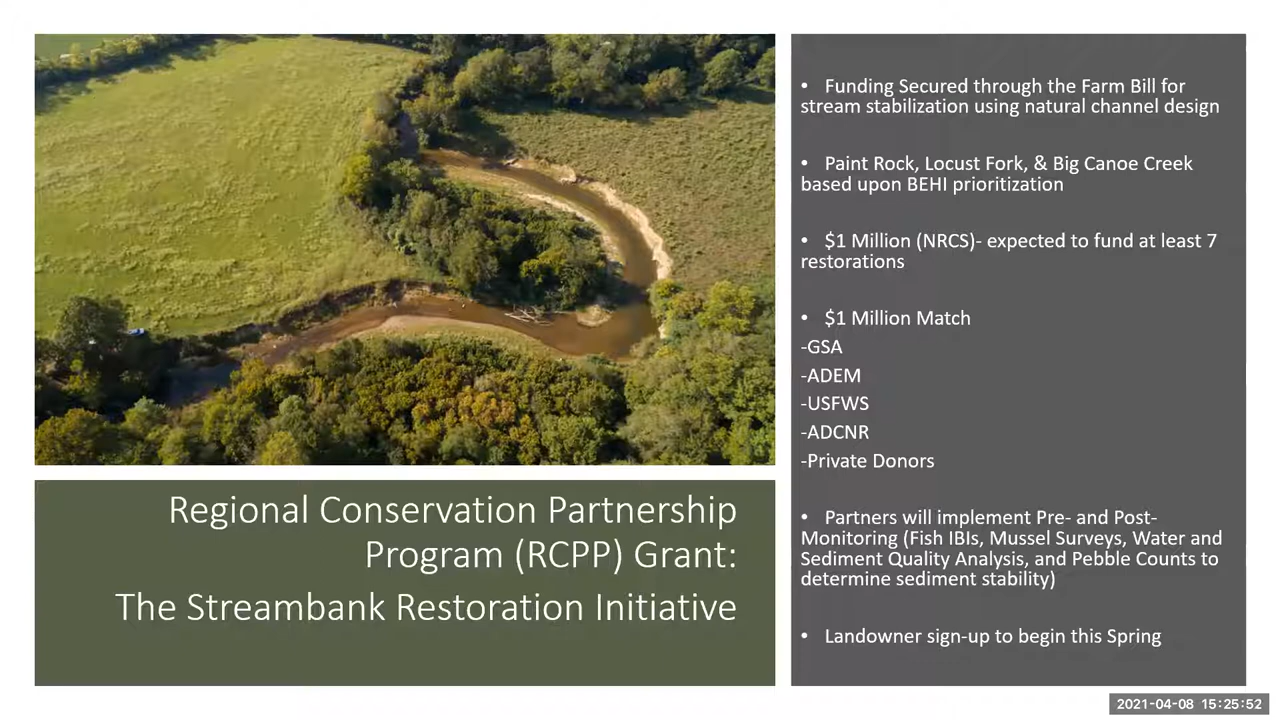 Regional Conservation Partnership
Program (RCPP) Grant:
The Streambank Restoration Initiative
• Funding Secured through the Farm Bill for
stream stabilization using natural channel design
• Paint Rock, Locust Fork, & Big Canoe Creek
based upon BEHI prioritization
• $1 Million (NRCS)- expected to fund at least 7
restorations
• $1 Million Match
-GSA
-ADEM
-USFWS
-ADCNR
-Private Donors
• Partners will implement Pre- and Post-
Monitoring (Fish IBIs, Mussel Surveys, Water and
Sediment Quality Analysis, and Pebble Counts to
determine sediment stability)
• Landowner sign-up to begin this Spring
2021-04-08 15:25:52